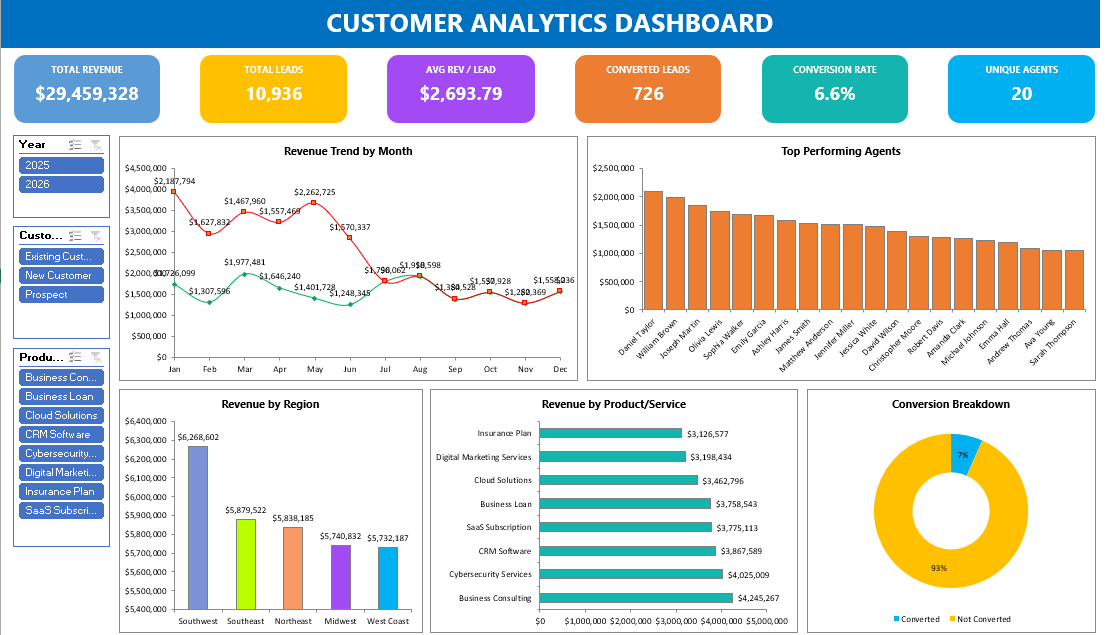 CUSTOMER ANALYTICS DASHBOARD
TOTAL REVENUE
$29,459,328
TOTAL LEADS
10,936
AVG REV / LEAD
$2,693.79
CONVERTED LEADS
726
CONVERSION RATE
6.6%
UNIQUE AGENTS
20
Year
2025
2026
Custo...
Existing Cust...
New Customer
Prospect
Produ...
Business Con...
Business Loan
Cloud Solutions
CRM Software
Cybersecurity...
Digital Marketi...
Insurance Plan
SaaS Subscri...
Revenue Trend by Month
$4,500,000
$4,000,000
$3,500,000
$3,000,000
$2,500,000
$2,000,000
$1,500,000
$1,000,000
$500,000
$0
$2,187,794
$1,627,832
$1,467,960
$1,557,469
$2,262,725
$1,570,337
$1,726,099
$1,307,596
$1,977,481
$1,646,240
$1,401,728
$1,248,345
Jan Feb Mar Apr May Jun Jul Aug Sep Oct Nov Dec
Top Performing Agents
$2,500,000
$2,000,000
$1,500,000
$1,000,000
$500,000
$0
Daniel Taylor
William Brown
Joseph Martin
Olivia Lewis
Sophia Walker
Emily Garcia
Ashley Harris
James Smith
Matthew Anderson
Jennifer Miller
Jessica White
David Wilson
Christopher Moore
Robert Davis
Amanda Clark
Michael Johnson
Emma Hall
Andrew Thomas
Ava Young
Sarah Thompson
Revenue by Region
$6,400,000
$6,300,000
$6,200,000
$6,100,000
$6,000,000
$5,900,000
$5,800,000
$5,700,000
$5,600,000
$5,500,000
$5,400,000
$6,268,602
$5,879,522
$5,838,185
$5,740,832
$5,732,187
Southwest Southeast Northeast Midwest West Coast
Revenue by Product/Service
Insurance Plan $3,126,577
Digital Marketing Services $3,198,434
Cloud Solutions $3,462,796
Business Loan $3,758,543
SaaS Subscription $3,775,113
CRM Software $3,867,589
Cybersecurity Services $4,025,009
Business Consulting $4,245,267
$0 $1,000,000 $2,000,000 $3,000,000 $4,000,000 $5,000,000
Conversion Breakdown
7%
93%
Converted Not Converted